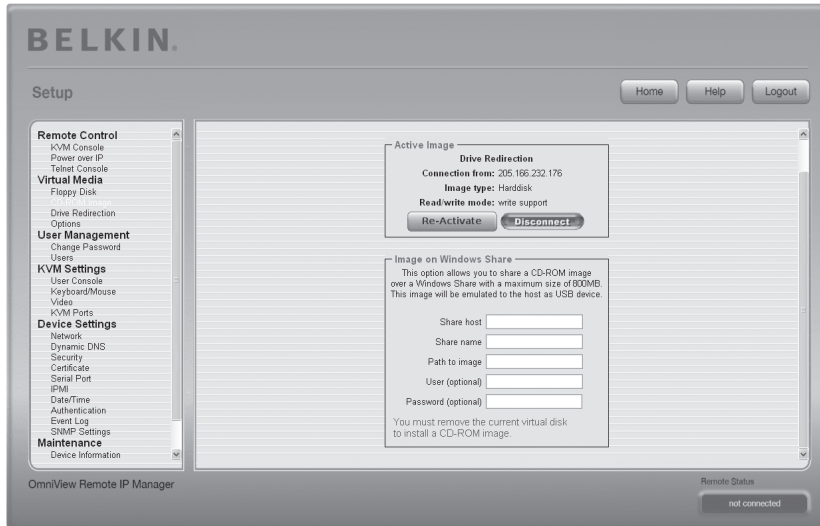 BELKIN.
Setup
Home
Help
Logout
Remote Control
KVM Console
Power over IP
Telnet Console
Virtual Media
Floppy Disk
CD-ROM Image
Drive Redirection
Options
User Management
Change Password
Users
KVM Settings
User Console
Keyboard/Mouse
Video
KVM Ports
Device Settings
Network
Dynamic DNS
Security
Certificate
Serial Port
IPMI
Date/Time
Authentication
Event Log
SNMP Settings
Maintenance
Device Information
Active Image
Drive Redirection
Connection from: 205.166.232.176
Image type: Harddisk
Read/write mode: write support
Re-Activate
Disconnect
Image on Windows Share
This option allows you to share a CD-ROM image
over a Windows Share with a maximum size of 800MB.
This image will be emulated to the host as USB device.
Share host
Share name
Path to image
User (optional)
Password (optional)
You must remove the current virtual disk
to install a CD-ROM image.
OmniView Remote IP Manager
Remote Status
not connected